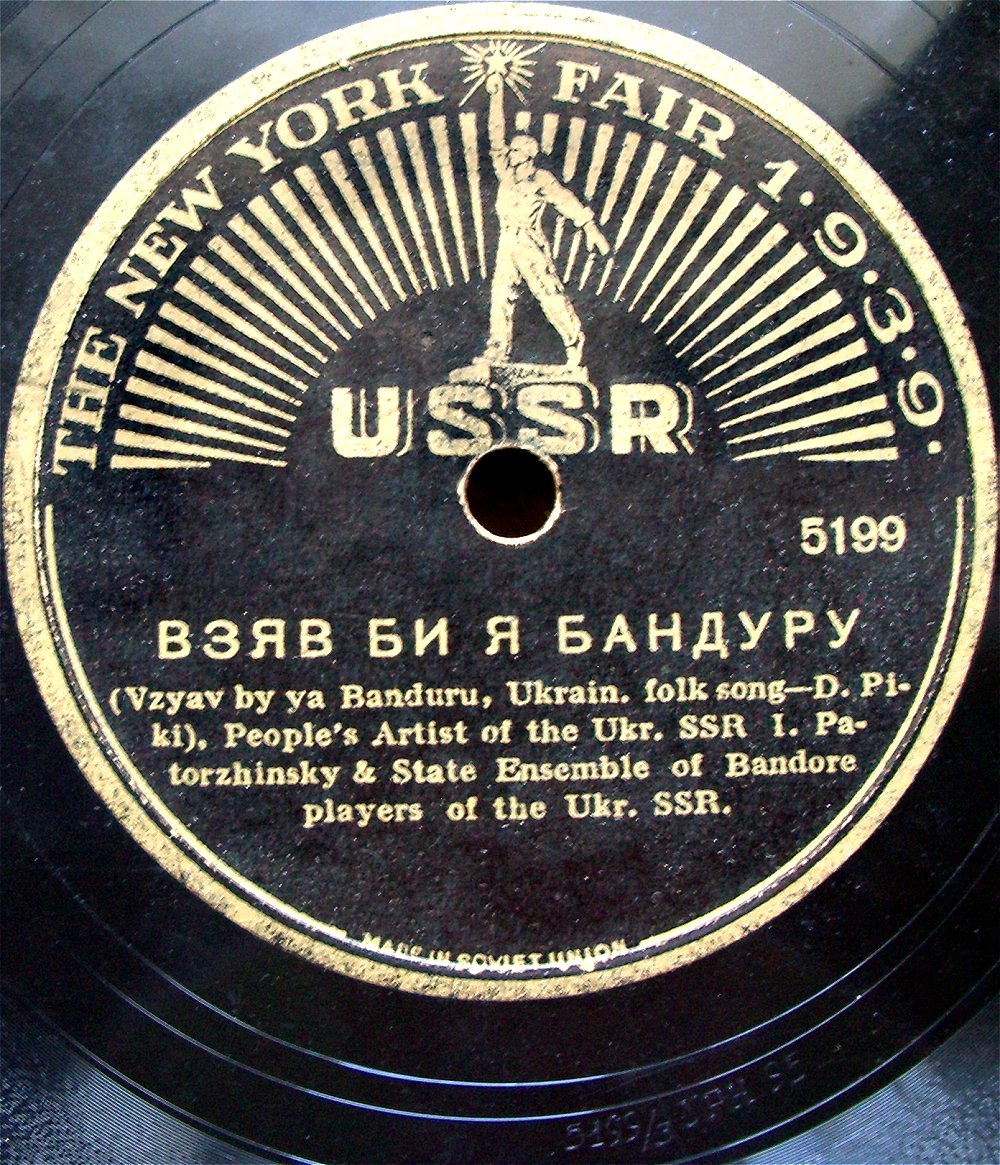 THE NEW YORK FAIR 1·9·3·9·
USSR
5199
ВЗЯВ БИ Я БАНДУРУ
(Vzyav by ya Banduru, Ukrain. folk song—D. Pi-
ki), People's Artist of the Ukr. SSR I. Pa-
torzhinsky & State Ensemble of Bandore
players of the Ukr. SSR.
MADE IN SOVIET UNION